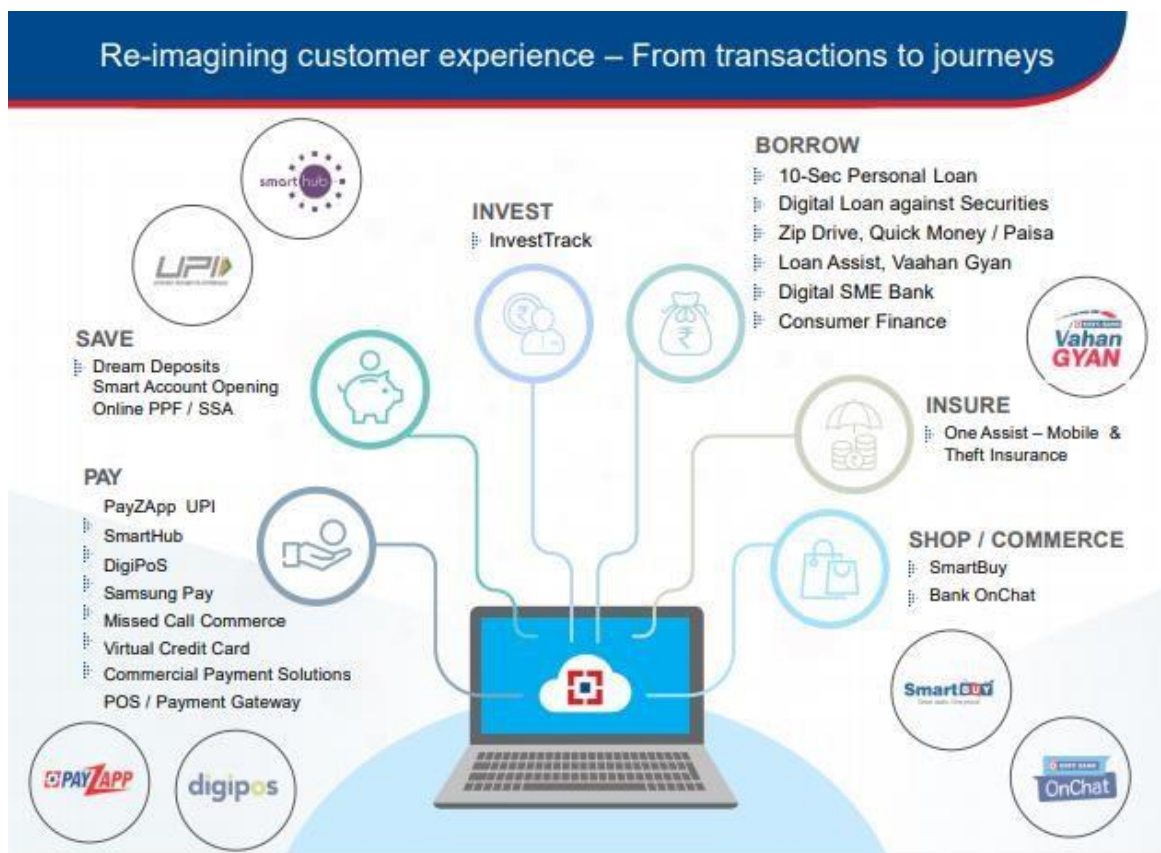 Re-imagining customer experience – From transactions to journeys
smart hub
UPI
SAVE
Dream Deposits
Smart Account Opening
Online PPF / SSA
PAY
PayZApp UPI
SmartHub
DigiPoS
Samsung Pay
Missed Call Commerce
Virtual Credit Card
Commercial Payment Solutions
POS / Payment Gateway
PAYZAPP
digipos
INVEST
InvestTrack
BORROW
10-Sec Personal Loan
Digital Loan against Securities
Zip Drive, Quick Money / Paisa
Loan Assist, Vaahan Gyan
Digital SME Bank
Consumer Finance
HDFC BANK
Vahan
GYAN
INSURE
One Assist – Mobile &
Theft Insurance
SHOP / COMMERCE
SmartBuy
Bank OnChat
SmartBUY
HDFC BANK
OnChat